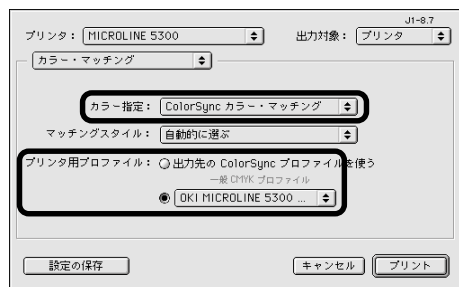 J1-8.7
プリンタ： MICROLINE 5300 出力対象： プリンタ
カラー・マッチング
カラー指定： ColorSync カラー・マッチング
マッチングスタイル： 自動的に選ぶ
プリンタ用プロファイル： 出力先の ColorSync プロファイルを使う
一般 CMYK プロファイル
OKI MICROLINE 5300 ...
設定の保存 キャンセル プリント